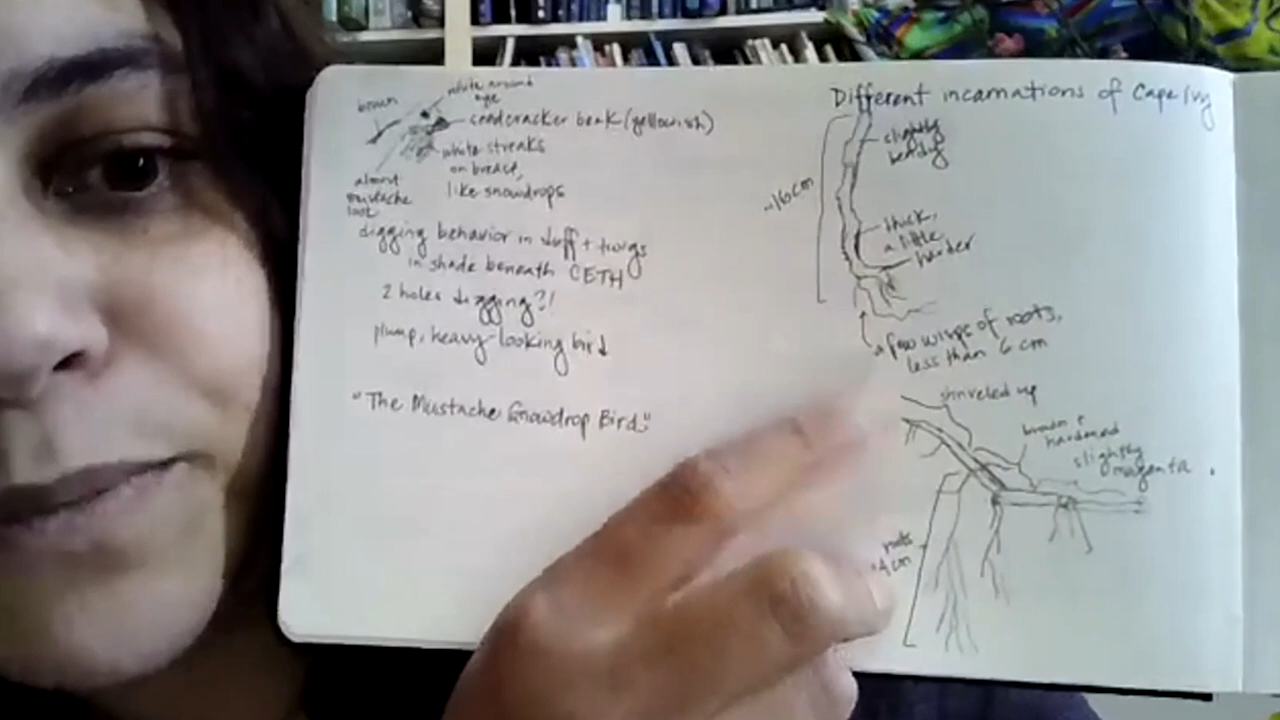 brown
white around
eye
seedcracker beak (yellowish)
white streaks
on breast,
like snowdrops
almost
mustache
look
digging behavior in duff + twigs
in shade beneath CETH
2 holes digging?!
plump, heavy-looking bird
"The Mustache Snowdrop Bird"
Different incarnations of Cape Ivy
slightly
bendy
~16cm
thick,
a little
harder
a few wisps of roots,
less than 6 cm
shriveled up
brown +
hardened
slightly
magenta
roots
~4cm